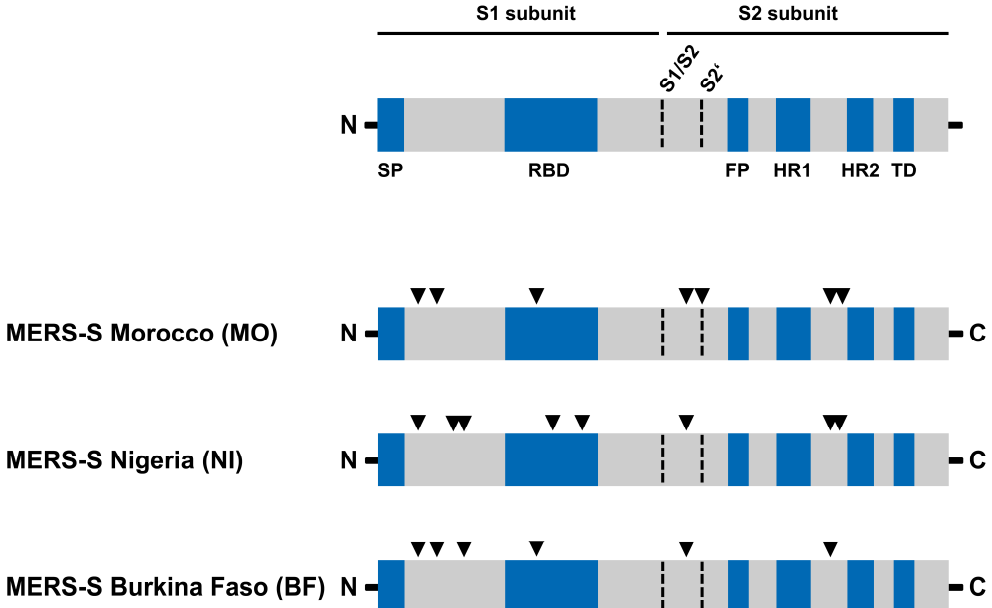 S1 subunit S2 subunit
S1/S2 S2‘
N
SP RBD FP HR1 HR2 TD
MERS-S Morocco (MO) N C
MERS-S Nigeria (NI) N C
MERS-S Burkina Faso (BF) N C